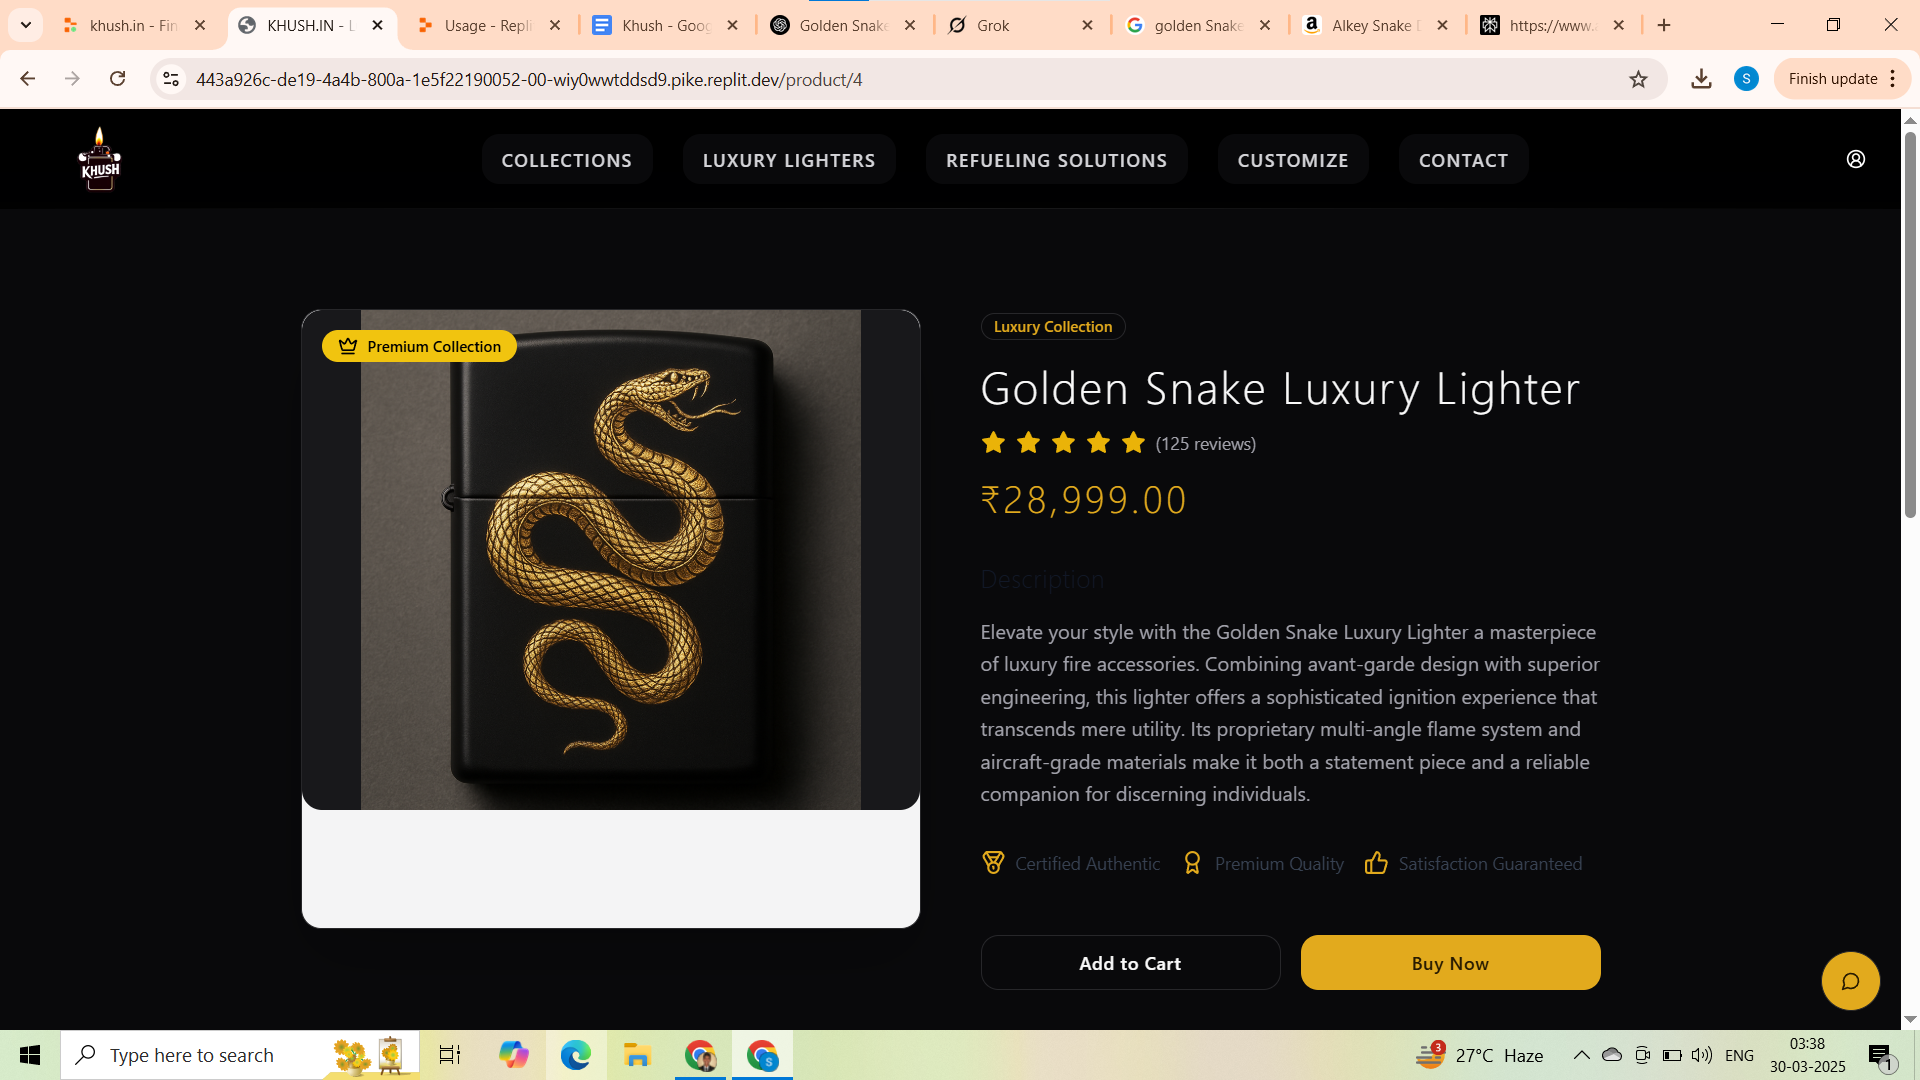 khush.in - Fin
KHUSH.IN - L
Usage - Repli
Khush - Goog
Golden Snake
Grok
golden Snake
Alkey Snake D
https://www.
443a926c-de19-4a4b-800a-1e5f22190052-00-wiy0wwtddsd9.pike.replit.dev/product/4
S
Finish update
KHUSH
COLLECTIONS
LUXURY LIGHTERS
REFUELING SOLUTIONS
CUSTOMIZE
CONTACT
Premium Collection
Luxury Collection
Golden Snake Luxury Lighter
(125 reviews)
₹28,999.00
Description
Elevate your style with the Golden Snake Luxury Lighter a masterpiece
of luxury fire accessories. Combining avant-garde design with superior
engineering, this lighter offers a sophisticated ignition experience that
transcends mere utility. Its proprietary multi-angle flame system and
aircraft-grade materials make it both a statement piece and a reliable
companion for discerning individuals.
Certified Authentic
Premium Quality
Satisfaction Guaranteed
Add to Cart
Buy Now
Type here to search
S
3
27°C Haze
ENG
03:38
30-03-2025
1